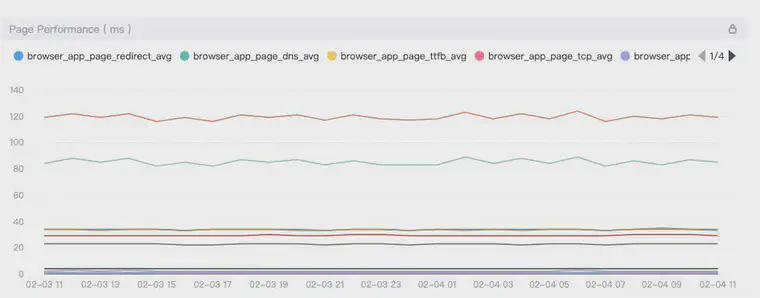 Page Performance ( ms )
browser_app_page_redirect_avg browser_app_page_dns_avg browser_app_page_ttfb_avg browser_app_page_tcp_avg browser_app 1/4
140
120
100
80
60
40
20
0
02-03 11 02-03 13 02-03 15 02-03 17 02-03 19 02-03 21 02-03 23 02-04 01 02-04 03 02-04 05 02-04 07 02-04 09 02-04 11